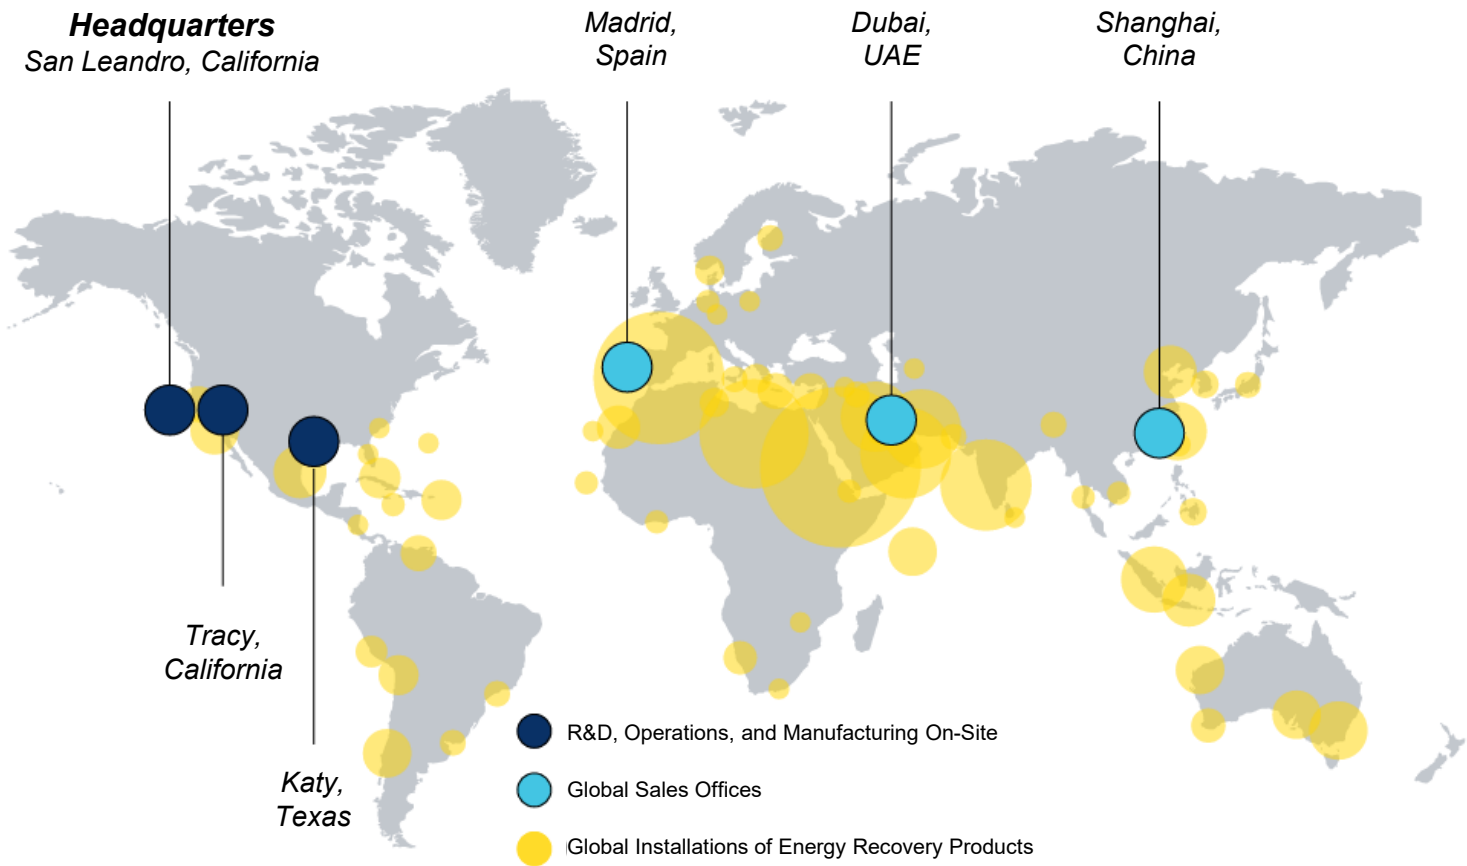 Headquarters
San Leandro, California
Madrid,
Spain
Dubai,
UAE
Shanghai,
China
Tracy,
California
Katy,
Texas
R&D, Operations, and Manufacturing On-Site
Global Sales Offices
Global Installations of Energy Recovery Products